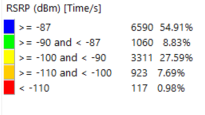 RSRP (dBm) [Time/s]
>= -87 6590 54.91%
>= -90 and < -87 1060 8.83%
>= -100 and < -90 3311 27.59%
>= -110 and < -100 923 7.69%
< -110 117 0.98%